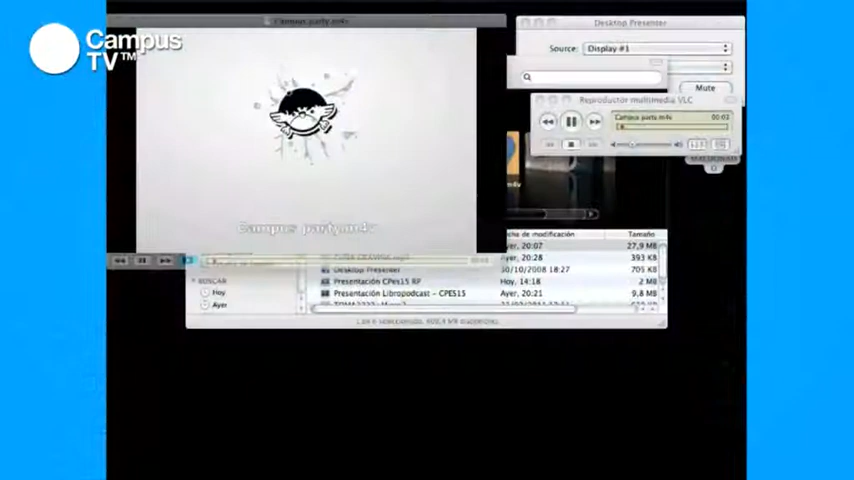 Campus
TV™
Campus party.m4v
Desktop Presenter
Source: Display #1
Mute
Reproductor multimedia VLC
Campus party.m4v 00:02
Campus party.m4v
m4v
de modificación Tamaño
Ayer, 20:07 27,9 MB
Ayer, 20:28 393 KB
Desktop Presenter 30/10/2008 18:27 705 KB
BUSCAR
Presentación CPes15 RP Hoy, 14:18 2 MB
Hoy
Presentación Libropodcast - CPES15 Ayer, 20:21 9,8 MB
Ayer